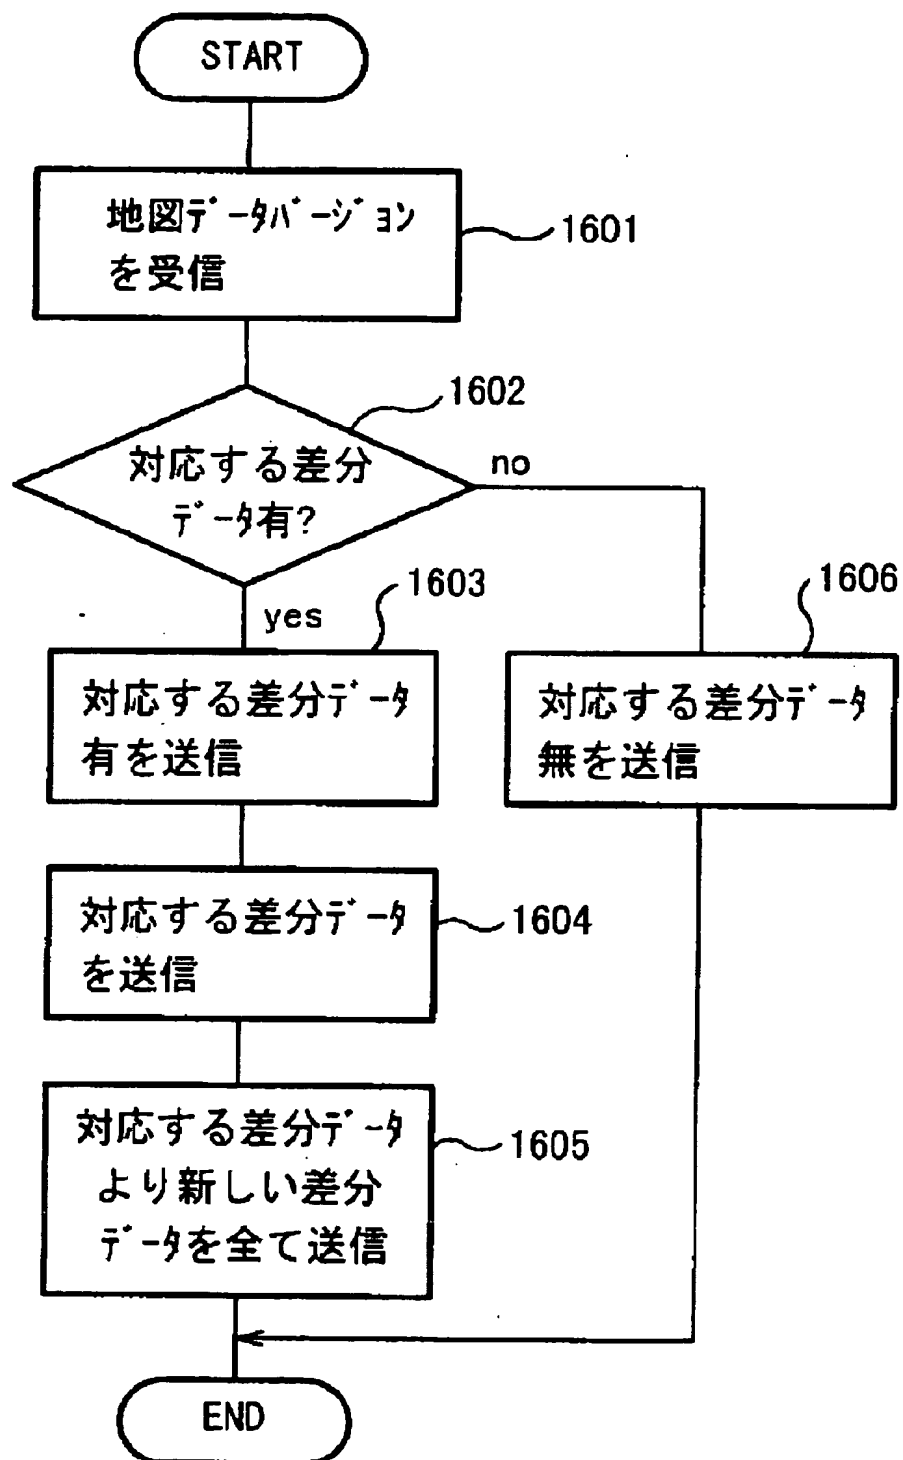 START
地図ﾃﾞｰﾀﾊﾞｰｼﾞｮﾝ
を受信
1601
1602
対応する差分
ﾃﾞｰﾀ有?
no
yes
1603
対応する差分ﾃﾞｰﾀ
有を送信
1606
対応する差分ﾃﾞｰﾀ
無を送信
対応する差分ﾃﾞｰﾀ
を送信
1604
対応する差分ﾃﾞｰﾀ
より新しい差分
ﾃﾞｰﾀを全て送信
1605
END